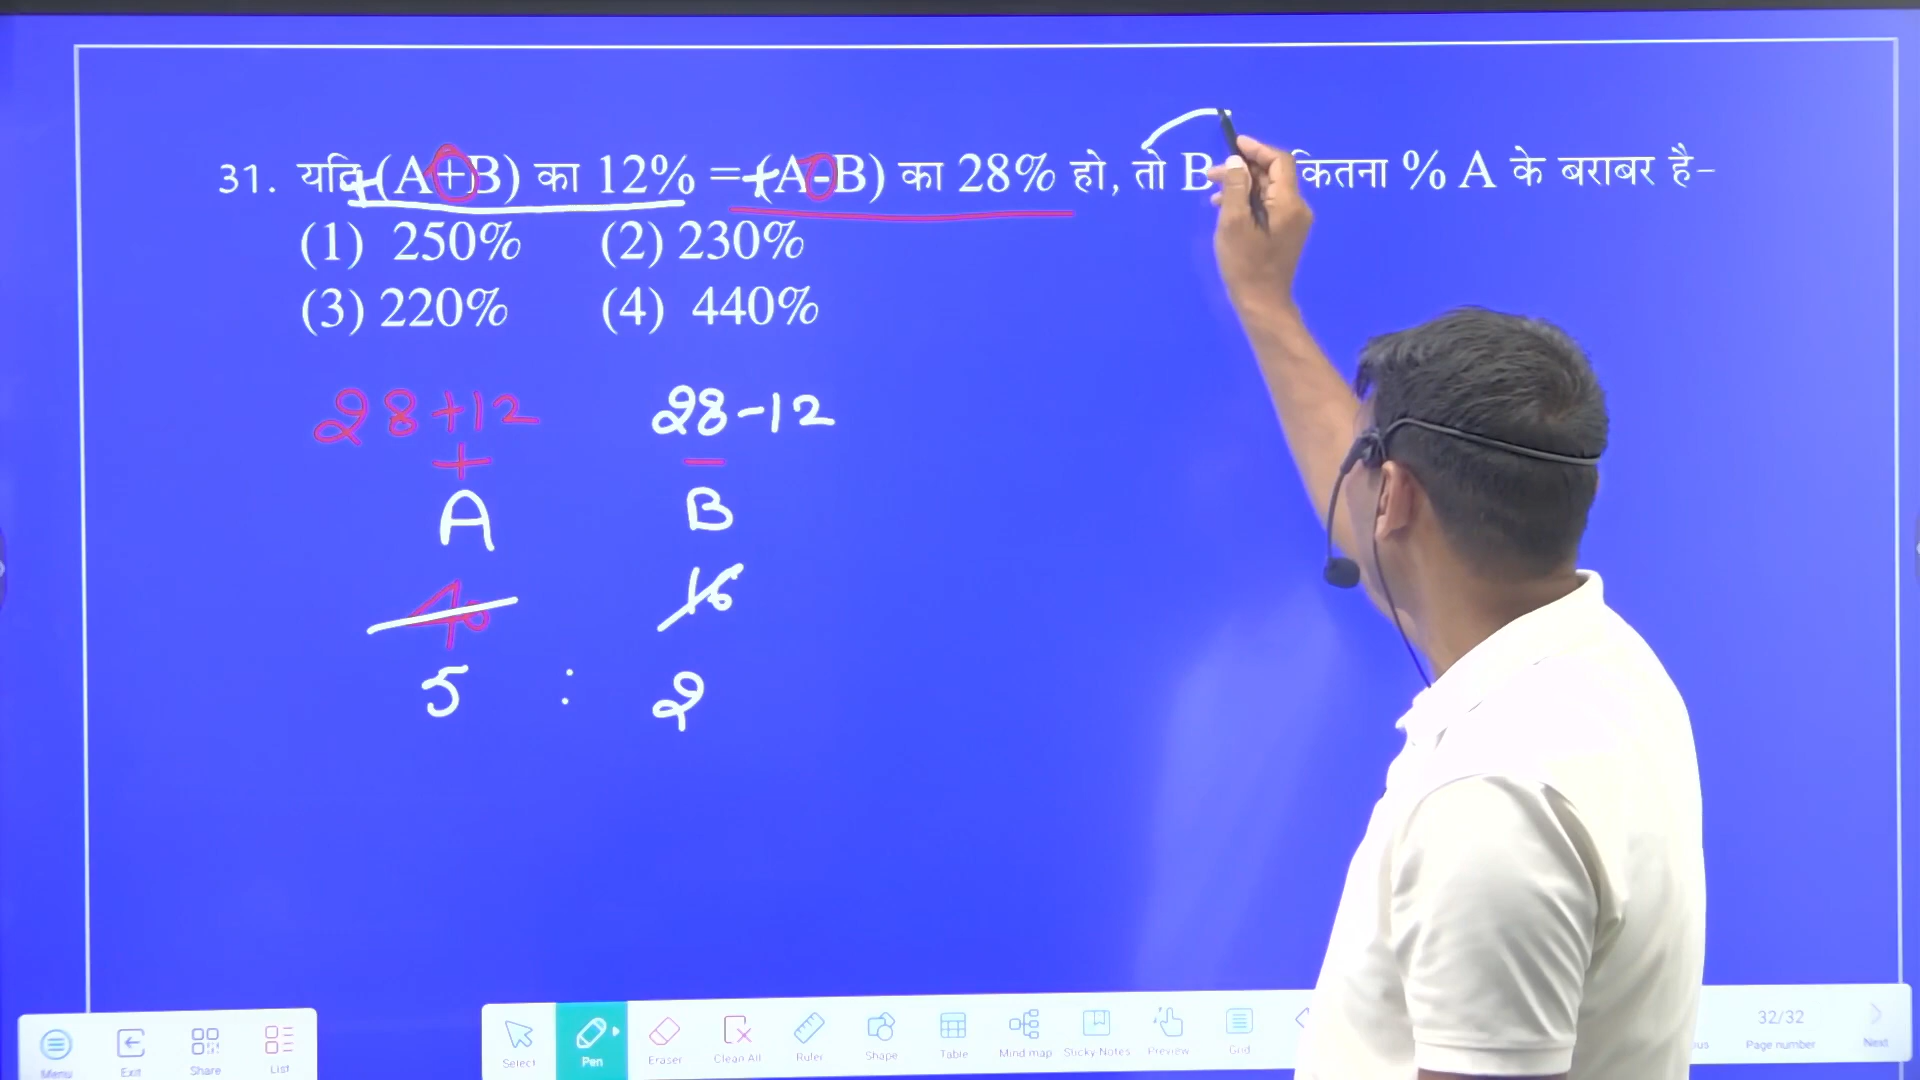 31. यदि (A+B) का 12% = (A-B) का 28% हो, तो B कितना % A के बराबर है-
(1) 250% (2) 230%
(3) 220% (4) 440%
28+12 28-12
+ -
A B
40 16
5 : 2
Menu Exit Share List Select Pen Eraser Clean All Ruler Shape Table Mind map Sticky Notes Preview Grid 32/32 Page number Next